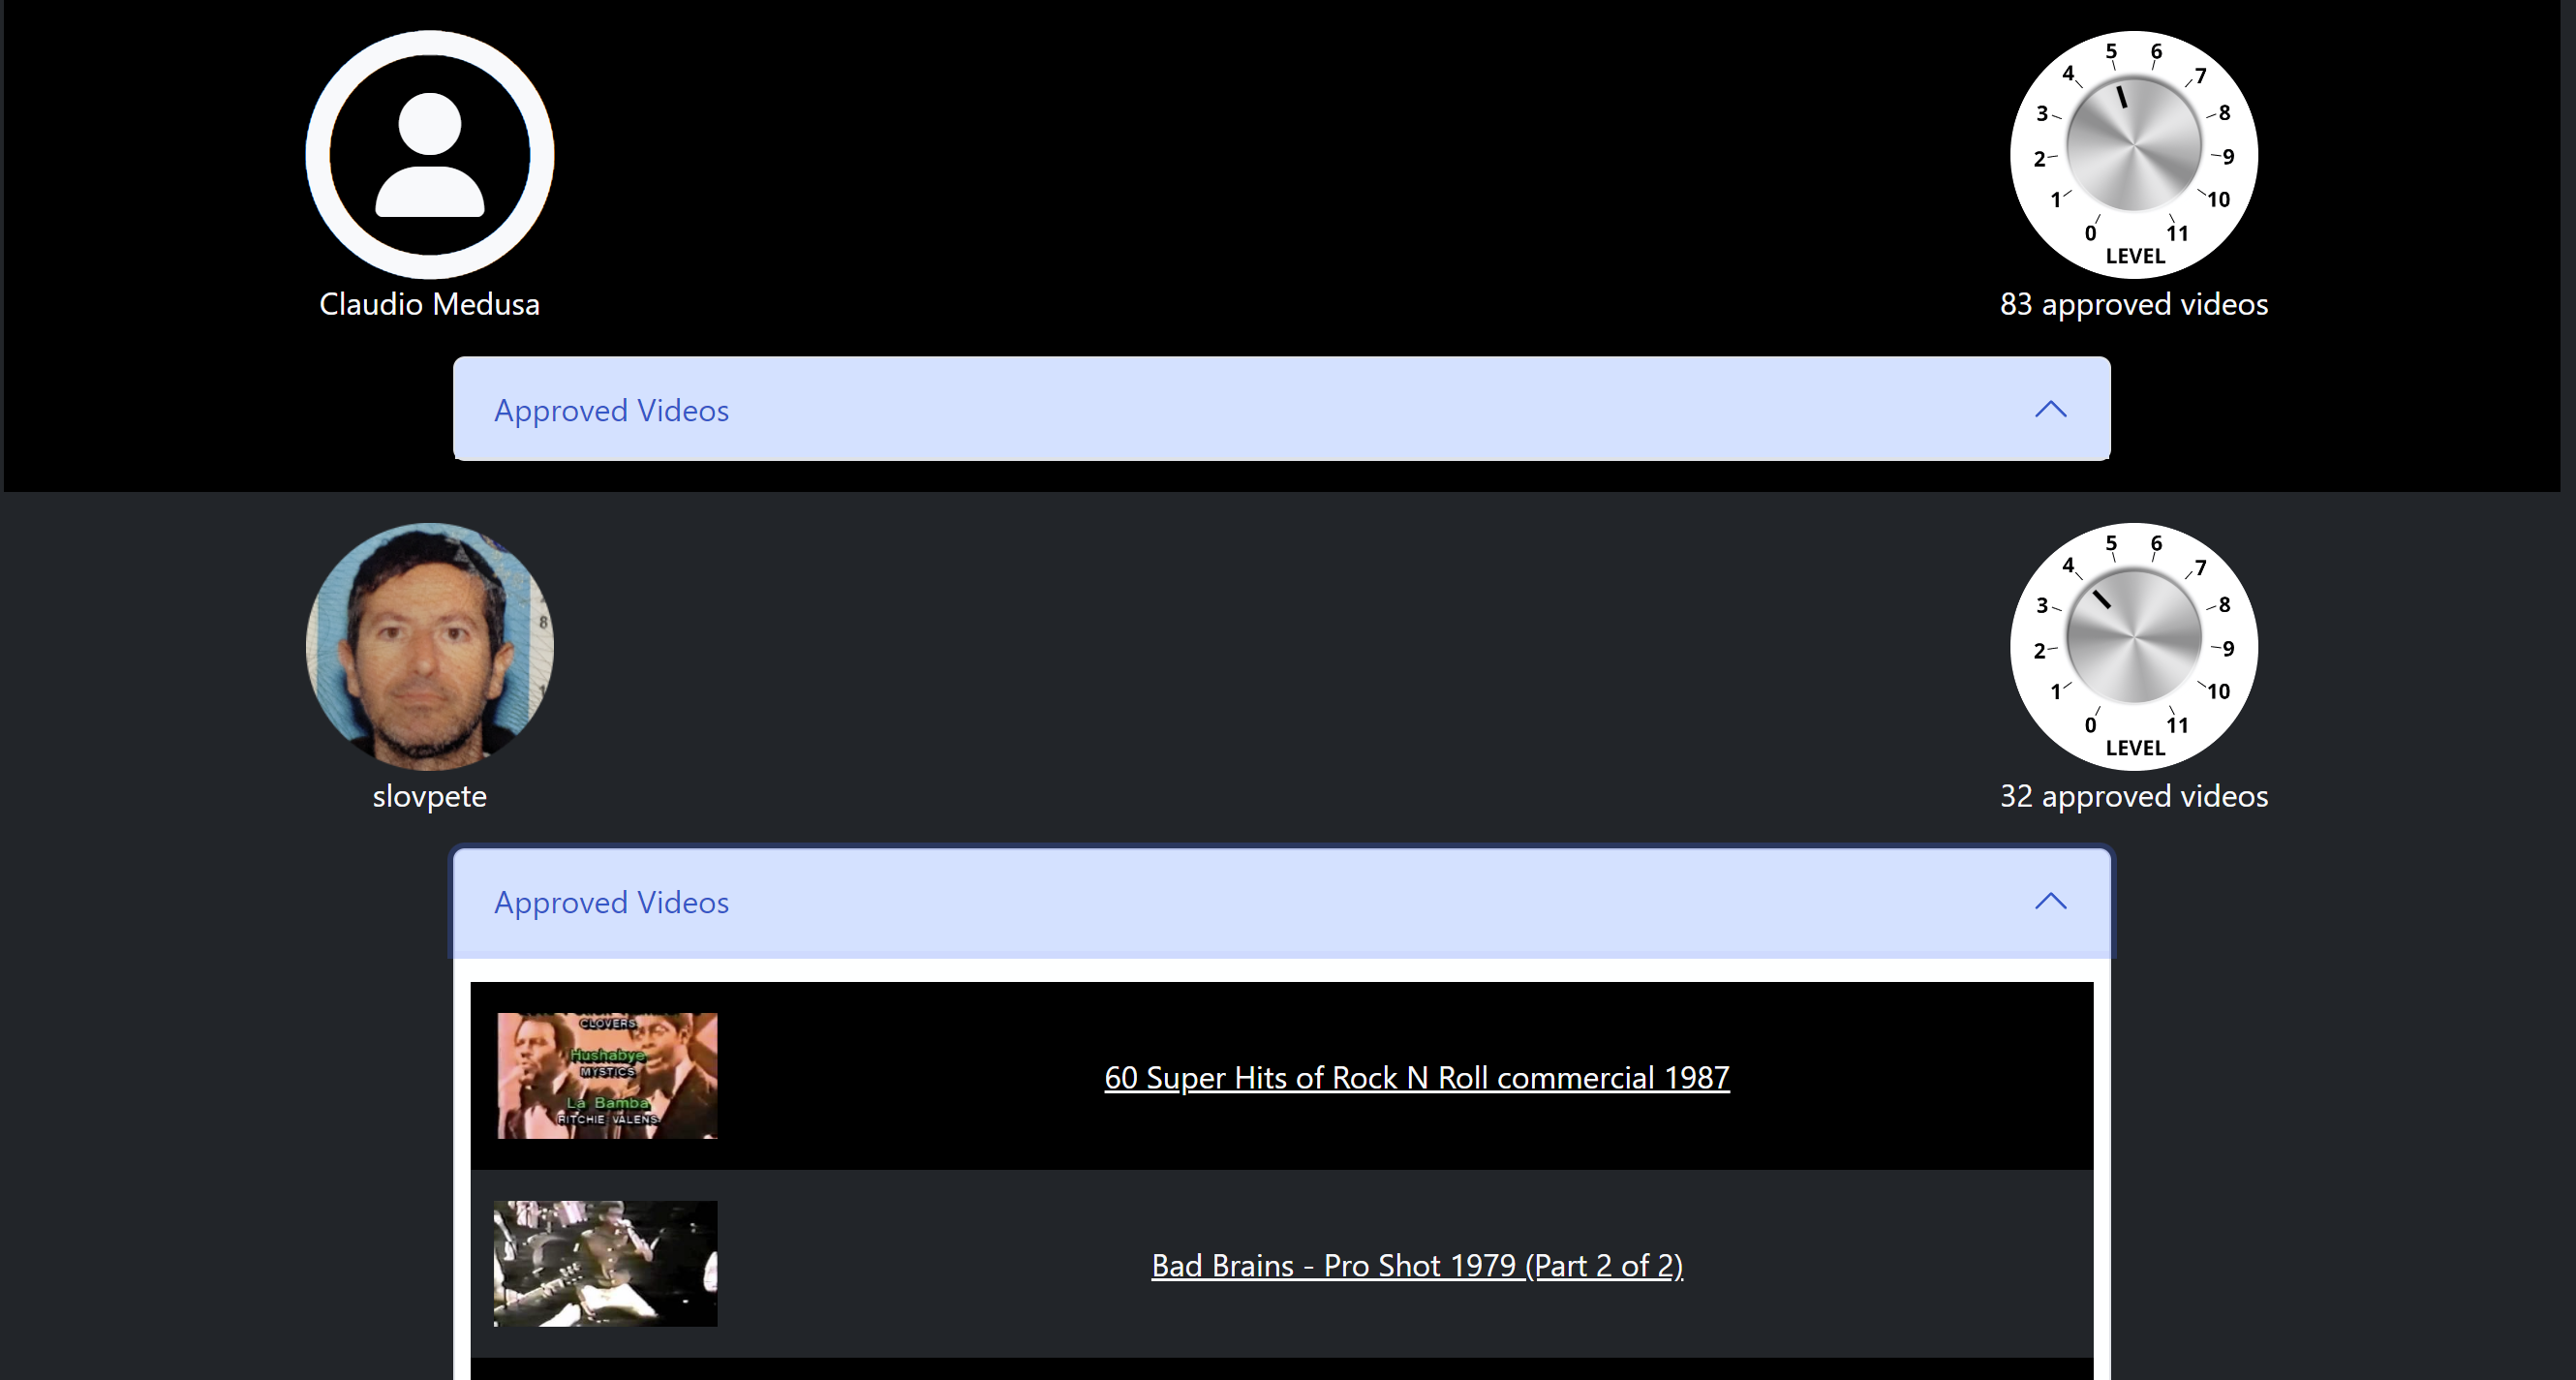 5 6
4 7
3 8
2 9
1 10
0 11
LEVEL
Claudio Medusa
83 approved videos
Approved Videos
5 6
4 7
3 8
2 9
1 10
0 11
LEVEL
8
slovpete
32 approved videos
Approved Videos
CLOVERS
Hushabye
MYSTICS
La Bamba
RITCHIE VALENS
60 Super Hits of Rock N Roll commercial 1987
Bad Brains - Pro Shot 1979 (Part 2 of 2)